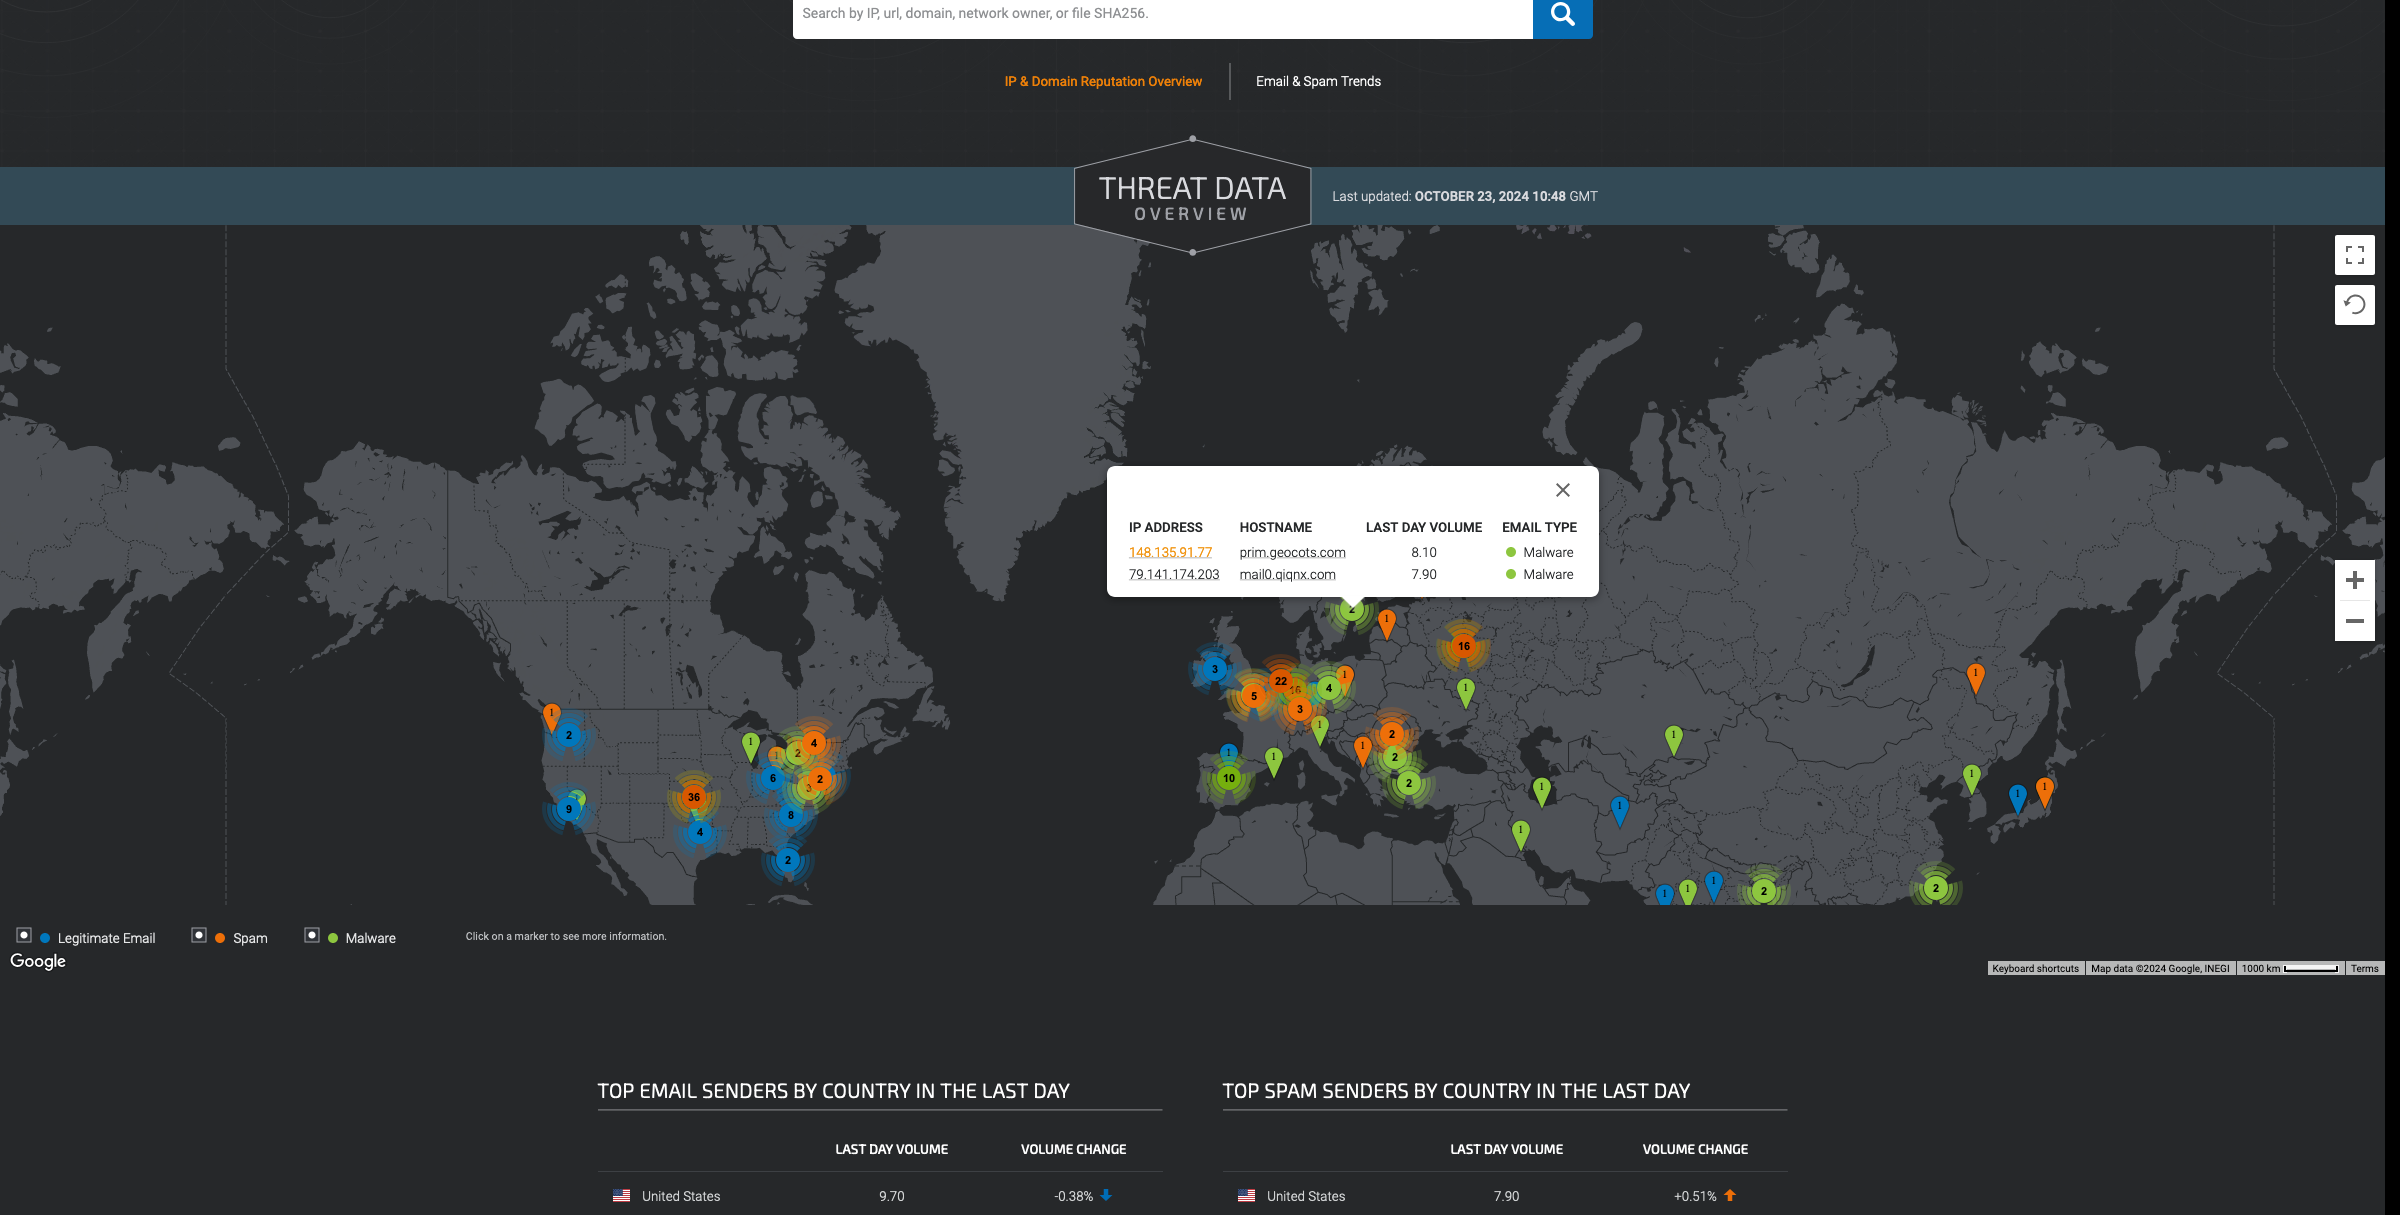 Search by IP, url, domain, network owner, or file SHA256.
IP & Domain Reputation Overview
Email & Spam Trends
THREAT DATA
OVERVIEW
Last updated: OCTOBER 23, 2024 10:48 GMT
IP ADDRESS HOSTNAME LAST DAY VOLUME EMAIL TYPE
148.135.91.77 prim.geocots.com 8.10 Malware
79.141.174.203 mail0.qiqnx.com 7.90 Malware
2
1
16
3
22
16
4
1
5
3
1
1
1
1
2
1
2
1
4
2
1
2
1
1
1
10
2
2
6
2
3
1
1
1
1
36
9
1
8
4
1
2
1
1
1
2
2
Legitimate Email
Spam
Malware
Click on a marker to see more information.
Google
Keyboard shortcuts
Map data ©2024 Google, INEGI
1000 km
Terms
TOP EMAIL SENDERS BY COUNTRY IN THE LAST DAY
LAST DAY VOLUME VOLUME CHANGE
United States 9.70 -0.38%
TOP SPAM SENDERS BY COUNTRY IN THE LAST DAY
LAST DAY VOLUME VOLUME CHANGE
United States 7.90 +0.51%